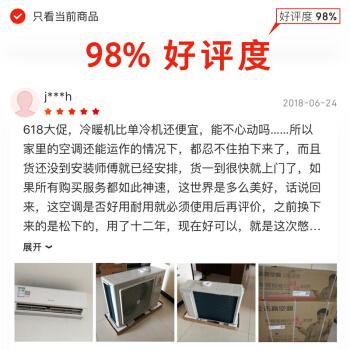 只看当前商品
好评度 98%
98% 好评度
j***h
2018-06-24
618大促，冷暖机比单冷机还便宜，能不心动吗……所以
家里的空调还能运作的情况下，都忍不住拍下来了，而且
货还没到安装师傅就已经安排，货一到很快就上门了，如
果所有购买服务都如此神速，这世界是多么美好，话说回
来，这空调是否好用耐用就必须使用后再评价，之前换下
来的是松下的，用了十二年，现在好可以，就是这次憋...
展开